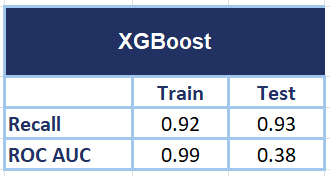 XGBoost
Train Test
Recall 0.92 0.93
ROC AUC 0.99 0.38